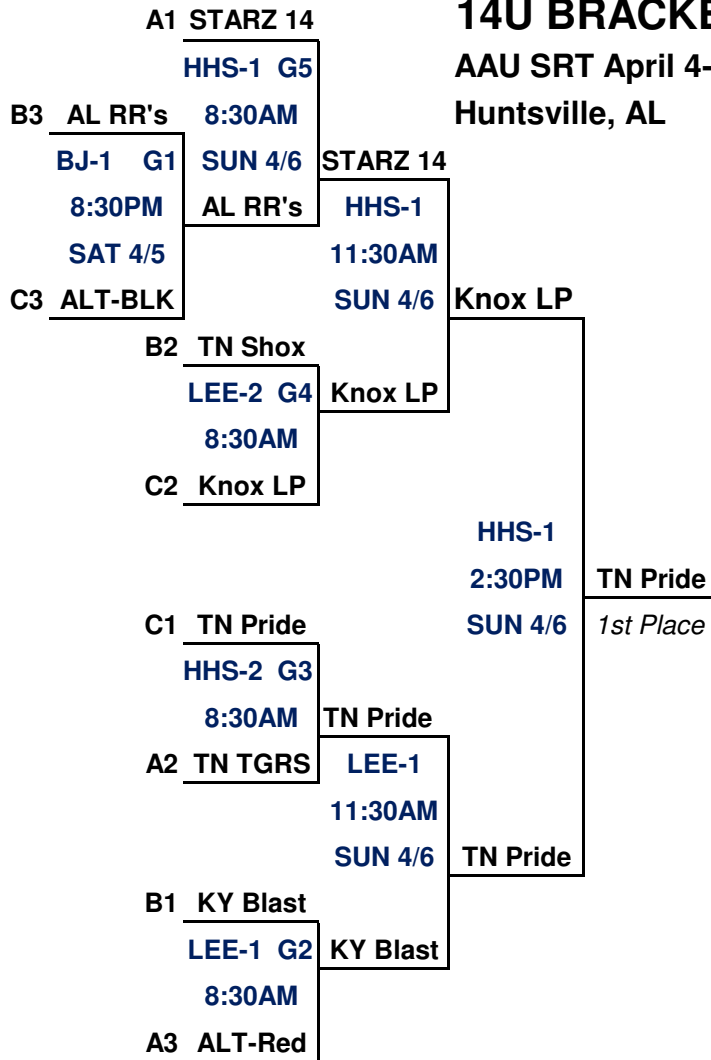 14U BRACKE
AAU SRT April 4-
Huntsville, AL
A1 STARZ 14
HHS-1 G5
8:30AM
SUN 4/6
B3 AL RR's
BJ-1 G1
8:30PM
SAT 4/5
C3 ALT-BLK
AL RR's
STARZ 14
HHS-1
11:30AM
SUN 4/6
B2 TN Shox
LEE-2 G4
8:30AM
C2 Knox LP
Knox LP
Knox LP
HHS-1
2:30PM
SUN 4/6
TN Pride
1st Place
C1 TN Pride
HHS-2 G3
8:30AM
A2 TN TGRS
TN Pride
LEE-1
11:30AM
SUN 4/6
TN Pride
B1 KY Blast
LEE-1 G2
8:30AM
A3 ALT-Red
KY Blast